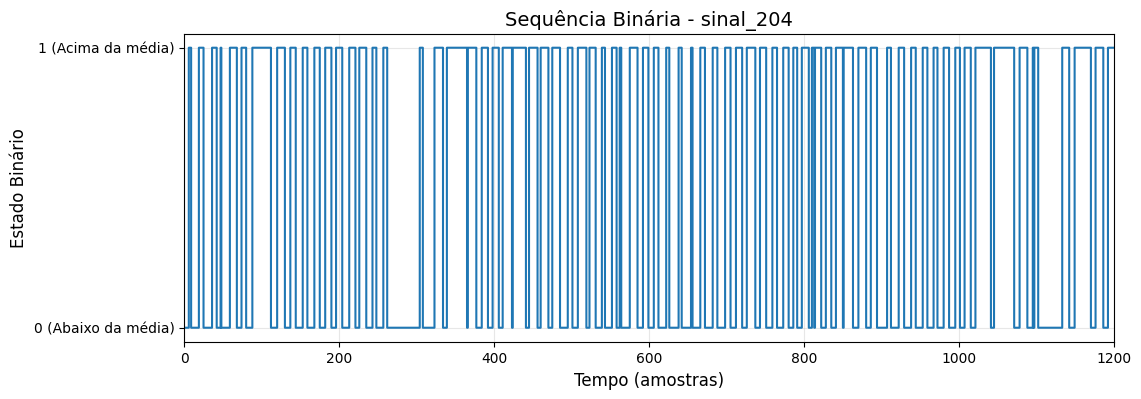 Sequência Binária - sinal_204
Estado Binário
1 (Acima da média)
0 (Abaixo da média)
0 200 400 600 800 1000 1200
Tempo (amostras)